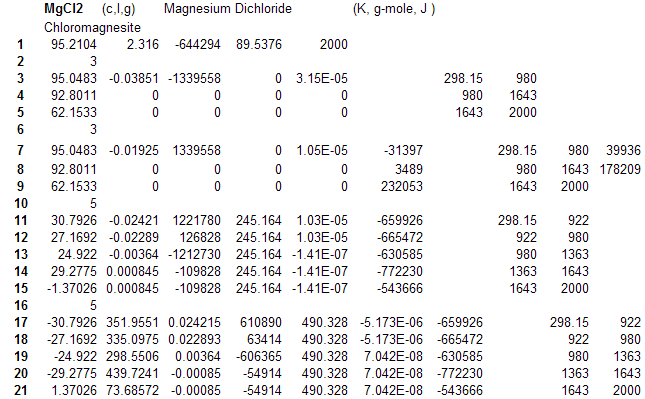 MgCl2 (c,l,g) Magnesium Dichloride (K, g-mole, J )
Chloromagnesite
1 95.2104 2.316 -644294 89.5376 2000
2 3
3 95.0483 -0.03851 -1339558 0 3.15E-05 298.15 980
4 92.8011 0 0 0 0 980 1643
5 62.1533 0 0 0 0 1643 2000
6 3
7 95.0483 -0.01925 1339558 0 1.05E-05 -31397 298.15 980 39936
8 92.8011 0 0 0 0 3489 980 1643 178209
9 62.1533 0 0 0 0 232053 1643 2000
10 5
11 30.7926 -0.02421 1221780 245.164 1.03E-05 -659926 298.15 922
12 27.1692 -0.02289 126828 245.164 1.03E-05 -665472 922 980
13 24.922 -0.00364 -1212730 245.164 -1.41E-07 -630585 980 1363
14 29.2775 0.000845 -109828 245.164 -1.41E-07 -772230 1363 1643
15 -1.37026 0.000845 -109828 245.164 -1.41E-07 -543666 1643 2000
16 5
17 -30.7926 351.9551 0.024215 610890 490.328 -5.173E-06 -659926 298.15 922
18 -27.1692 335.0975 0.022893 63414 490.328 -5.173E-06 -665472 922 980
19 -24.922 298.5506 0.00364 -606365 490.328 7.042E-08 -630585 980 1363
20 -29.2775 439.7241 -0.00085 -54914 490.328 7.042E-08 -772230 1363 1643
21 1.37026 73.68572 -0.00085 -54914 490.328 7.042E-08 -543666 1643 2000